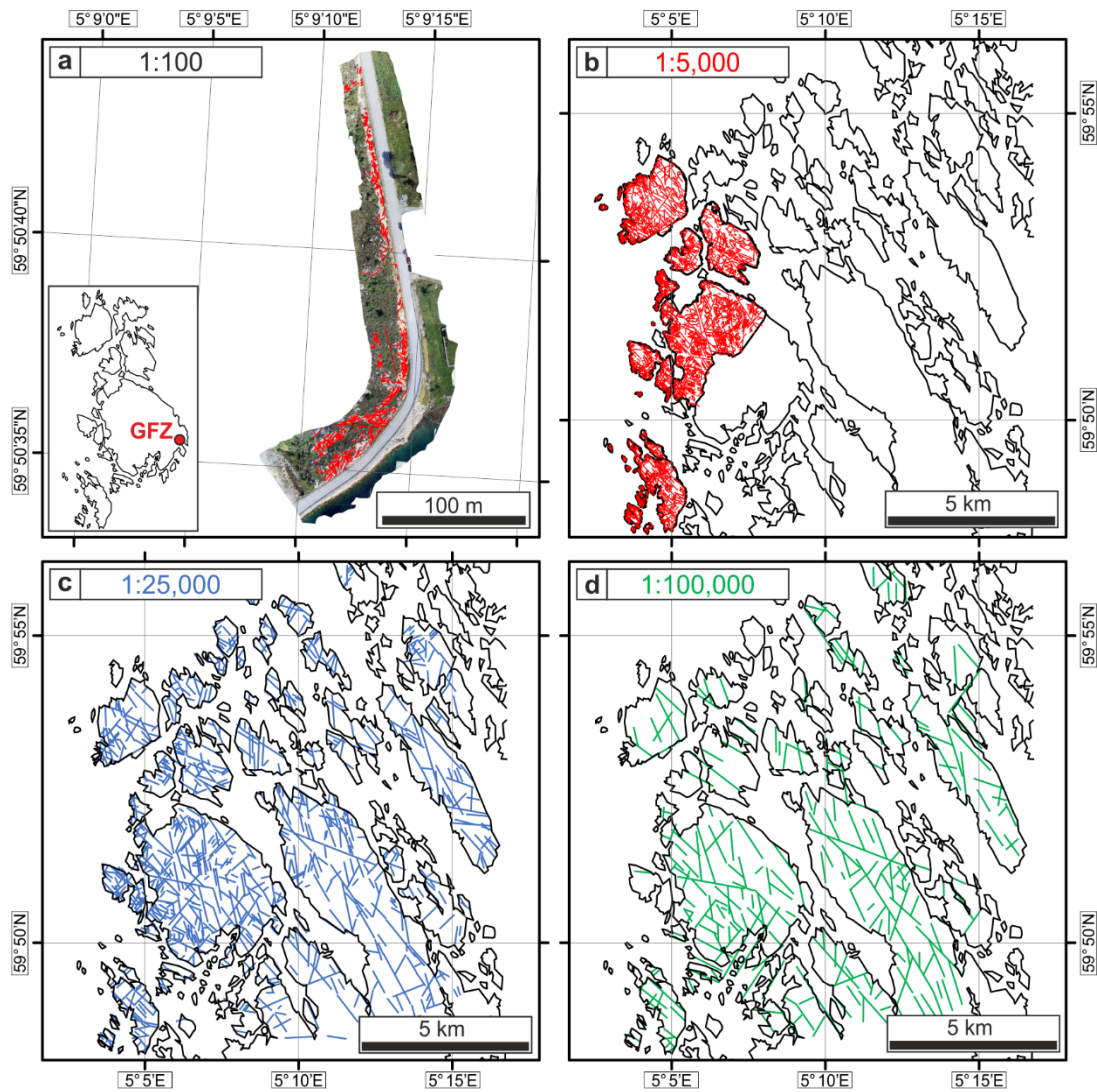 5° 9'0"E
5° 9'5"E
5° 9'10"E
5° 9'15"E
5° 5'E
5° 10'E
5° 15'E
a
1:100
b
1:5,000
59° 50'40"N
59° 50'35"N
GFZ
100 m
59° 55'N
59° 50'N
5 km
c
1:25,000
d
1:100,000
59° 55'N
59° 55'N
59° 50'N
59° 50'N
5 km
5 km
5° 5'E
5° 10'E
5° 15'E
5° 5'E
5° 10'E
5° 15'E